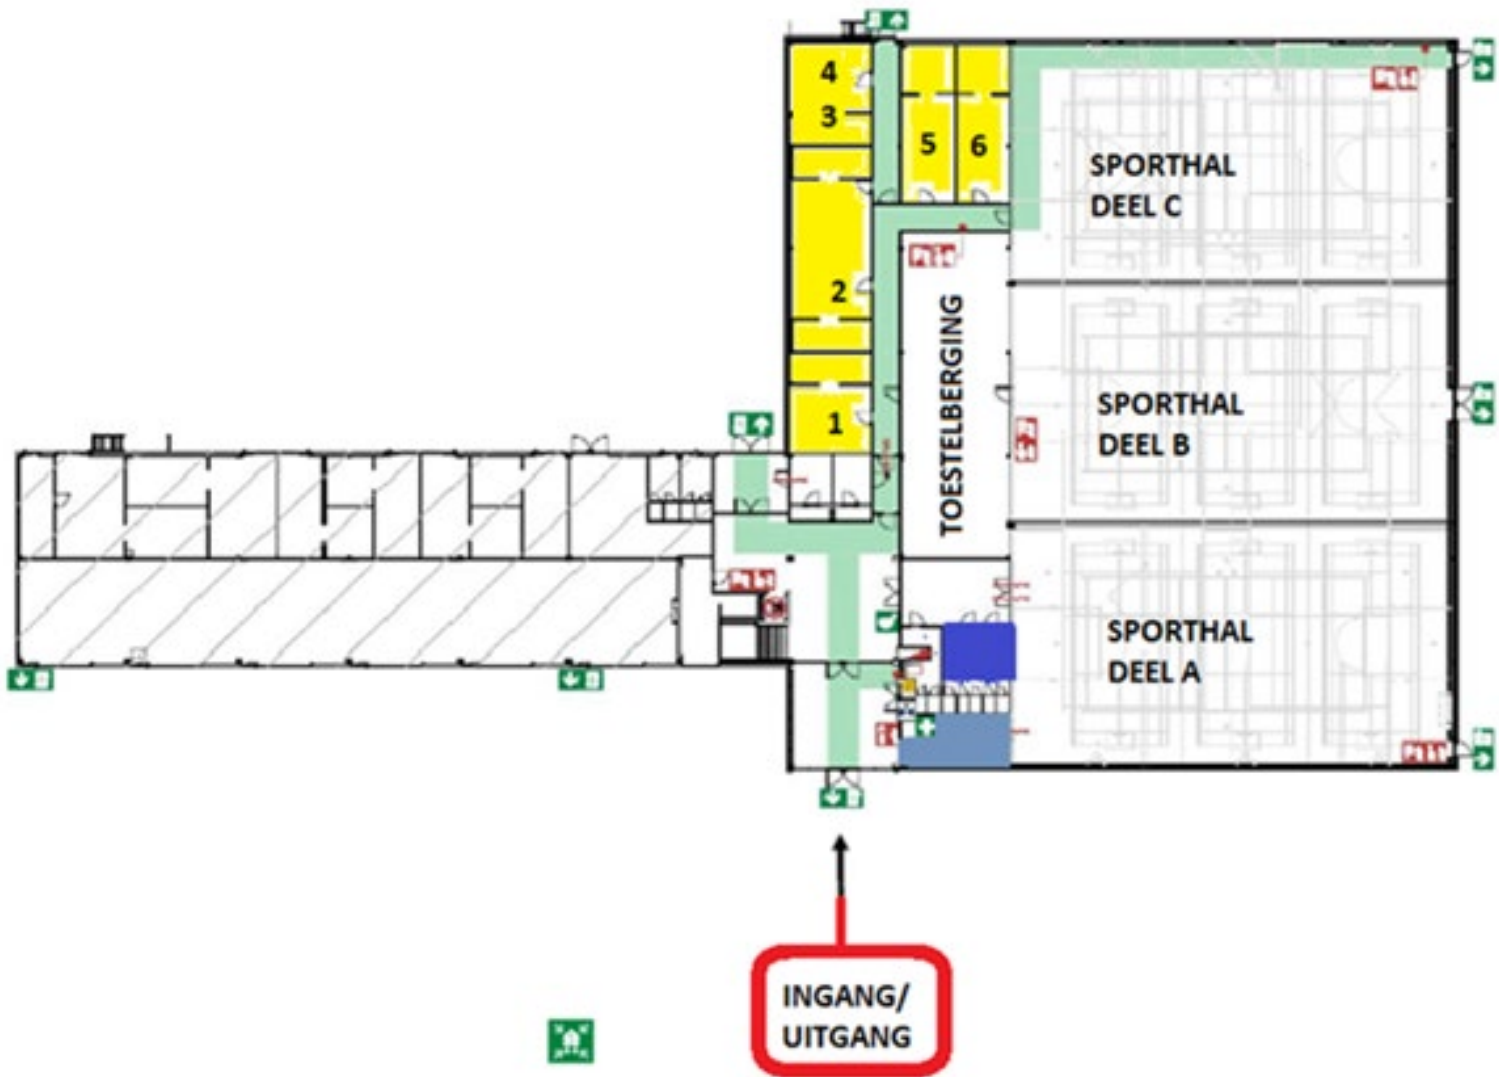 4
3
5
6
SPORTHAL
DEEL C
2
TOESTELBERGING
SPORTHAL
DEEL B
1
SPORTHAL
DEEL A
INGANG/
UITGANG